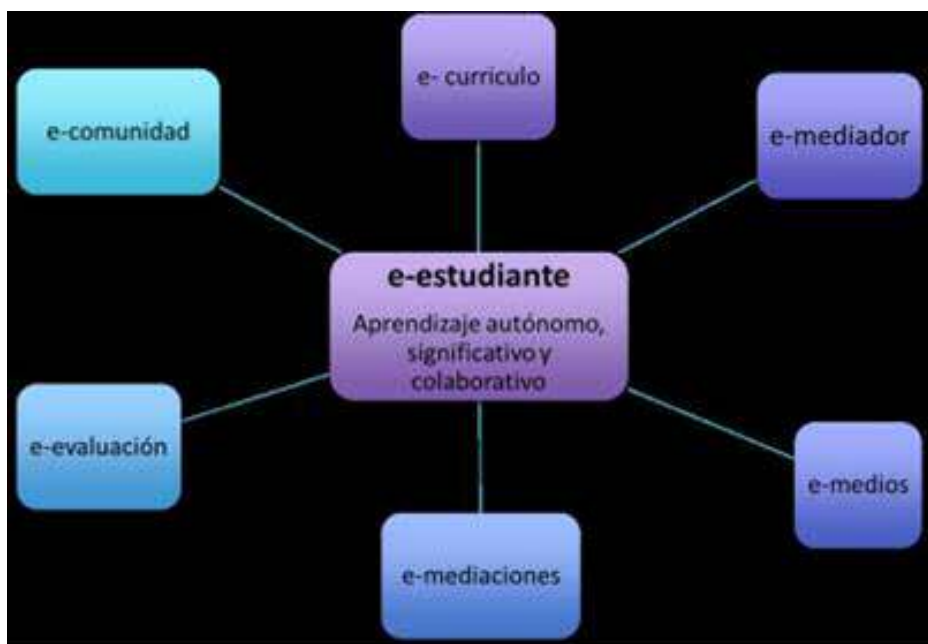 e- currículo
e-comunidad
e-mediador
e-estudiante
Aprendizaje autónomo,
significativo y
colaborativo
e-evaluación
e-medios
e-mediaciones